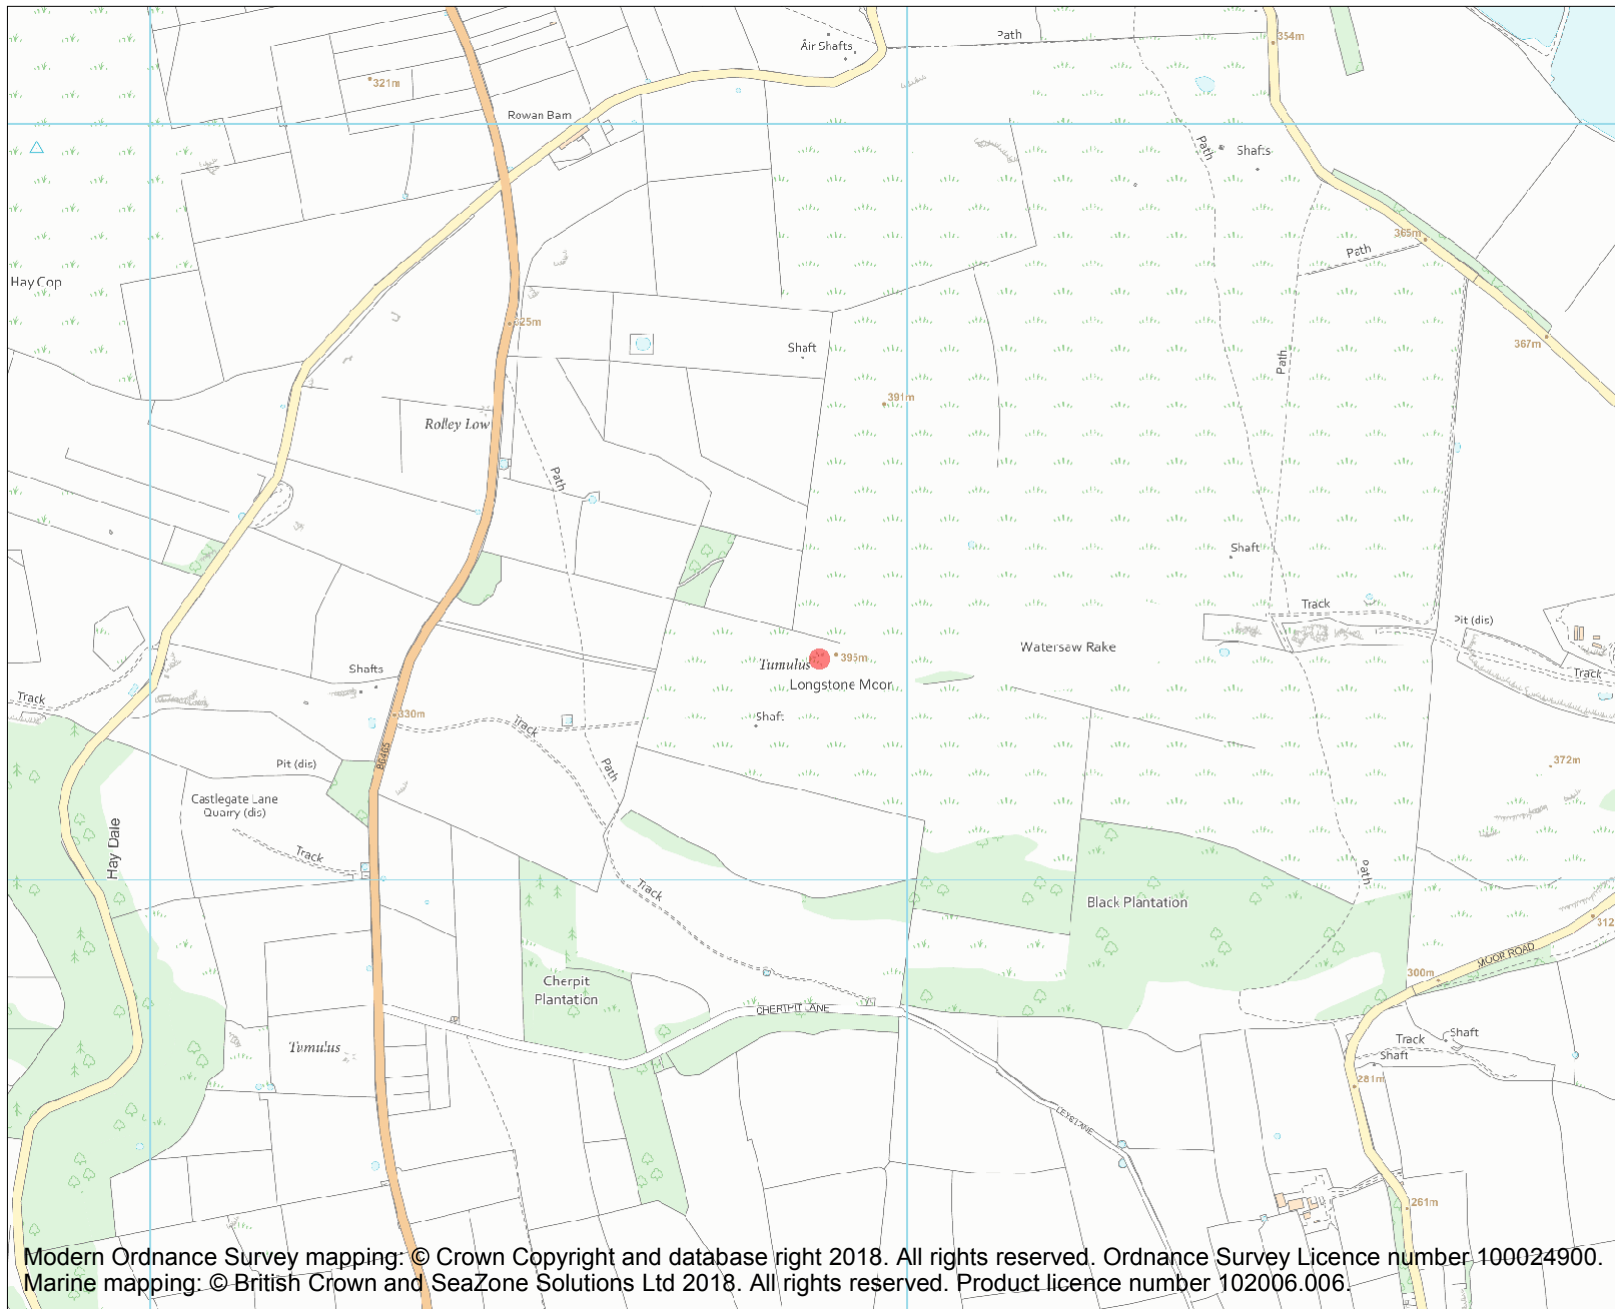 Path
Air Shafts
354m
321m
Rowan Barn
Path
Shafts
365m
Path
Hay Cop
325m
367m
Shaft
Path
391m
Rolley Low
Path
Shaft
Track
Pit (dis)
Watersaw Rake
Tumulus
395m
Longstone Moor
Shafts
Track
Track
330m
Shaft
Track
B6465
Pit (dis)
Path
372m
Castlegate Lane
Quarry (dis)
Hay Dale
Track
Track
Path
Black Plantation
312
MOOR ROAD
300m
Cherpit
Plantation
CHERTPIT LANE
Tumulus
Track
Shaft
Shaft
281m
LEYS LANE
261m
Modern Ordnance Survey mapping: © Crown Copyright and database right 2018. All rights reserved. Ordnance Survey Licence number 100024900.
Marine mapping: © British Crown and SeaZone Solutions Ltd 2018. All rights reserved. Product licence number 102006.006.